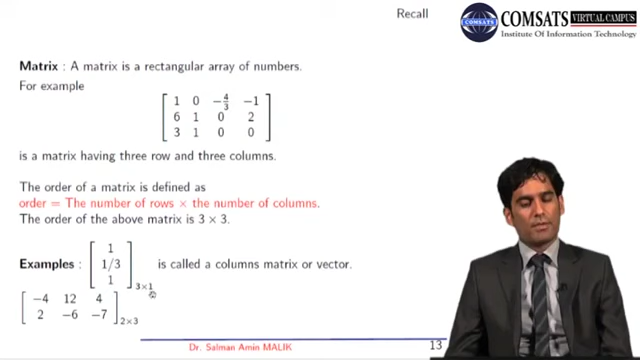 Recall
COMSATS VIRTUAL CAMPUS
Institute Of Information Technology
Matrix : A matrix is a rectangular array of numbers.
For example
1 0 −4/3 −1
6 1 0 2
3 1 0 0
is a matrix having three row and three columns.
The order of a matrix is defined as
order = The number of rows × the number of columns.
The order of the above matrix is 3 × 3.
1
Examples : 1/3 is called a columns matrix or vector.
1
3×1
−4 12 4
2 −6 −7
2×3
Dr. Salman Amin MALIK 13